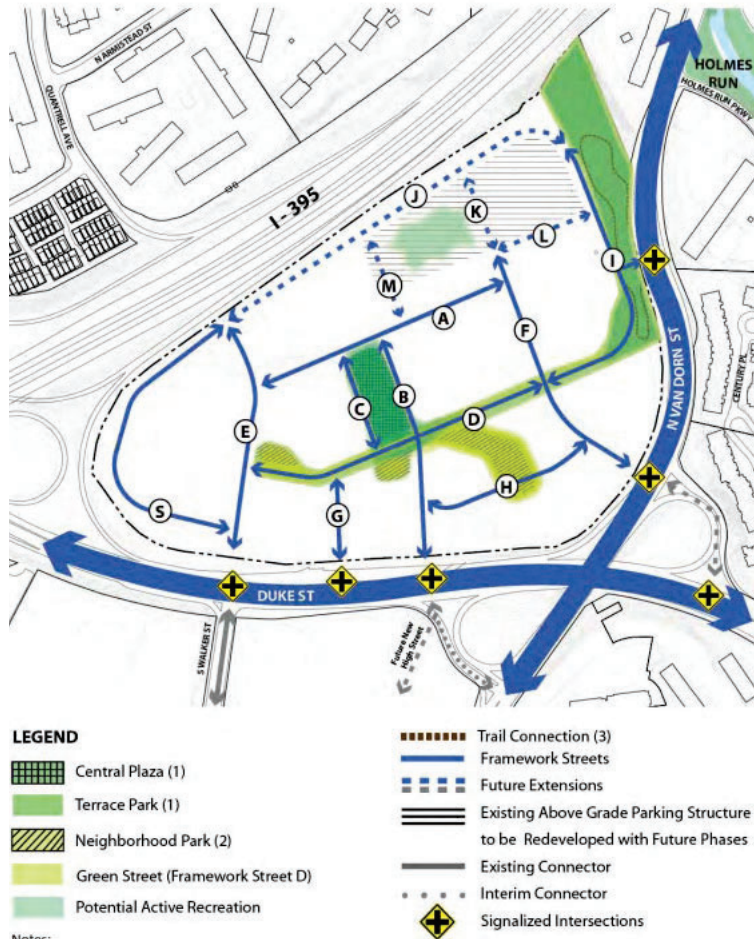 N ARMISTEAD ST
QUANTRELL AVE
I - 395
HOLMES
RUN
HOLMES RUN PKWY
J
K
L
I
M
A
F
B
C
D
E
H
G
S
N VAN DORN ST
CENTURY PL
DUKE ST
S WALKER ST
Future New
High Street
LEGEND
Central Plaza (1)
Terrace Park (1)
Neighborhood Park (2)
Green Street (Framework Street D)
Potential Active Recreation
Notes:
Trail Connection (3)
Framework Streets
Future Extensions
Existing Above Grade Parking Structure
to be Redeveloped with Future Phases
Existing Connector
Interim Connector
Signalized Intersections